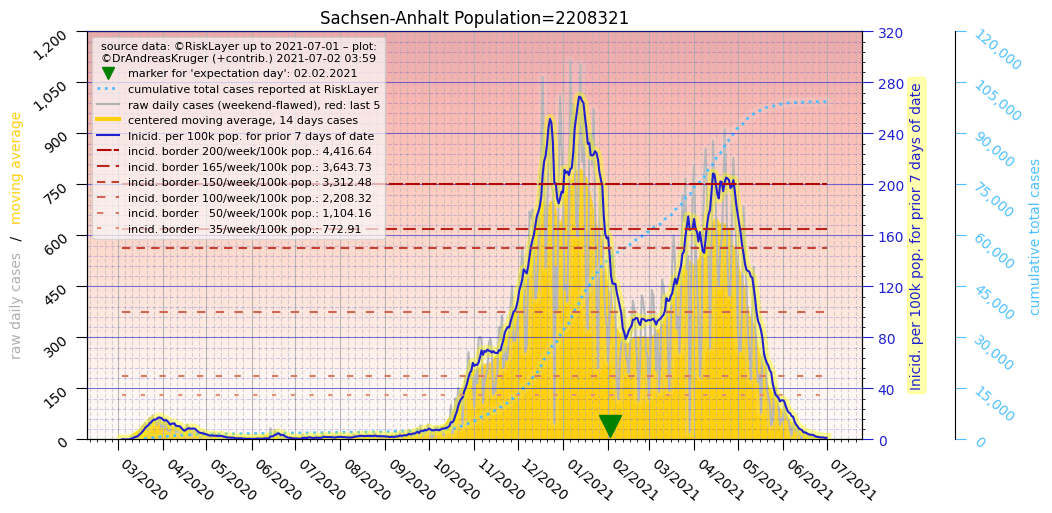 Sachsen-Anhalt Population=2208321
source data: ©RiskLayer up to 2021-07-01 – plot:
©DrAndreasKruger (+contrib.) 2021-07-02 03:59
marker for 'expectation day': 02.02.2021
cumulative total cases reported at RiskLayer
raw daily cases (weekend-flawed), red: last 5
centered moving average, 14 days cases
Inicid. per 100k pop. for prior 7 days of date
incid. border 200/week/100k pop.: 4,416.64
incid. border 165/week/100k pop.: 3,643.73
incid. border 150/week/100k pop.: 3,312.48
incid. border 100/week/100k pop.: 2,208.32
incid. border   50/week/100k pop.: 1,104.16
incid. border   35/week/100k pop.: 772.91
raw daily cases   /   moving average
1,200
1,050
900
750
600
450
300
150
0
03/2020
04/2020
05/2020
06/2020
07/2020
08/2020
09/2020
10/2020
11/2020
12/2020
01/2021
02/2021
03/2021
04/2021
05/2021
06/2021
07/2021
320
280
240
200
160
120
80
40
0
Inicid. per 100k pop. for prior 7 days of date
120,000
105,000
90,000
75,000
60,000
45,000
30,000
15,000
0
cumulative total cases